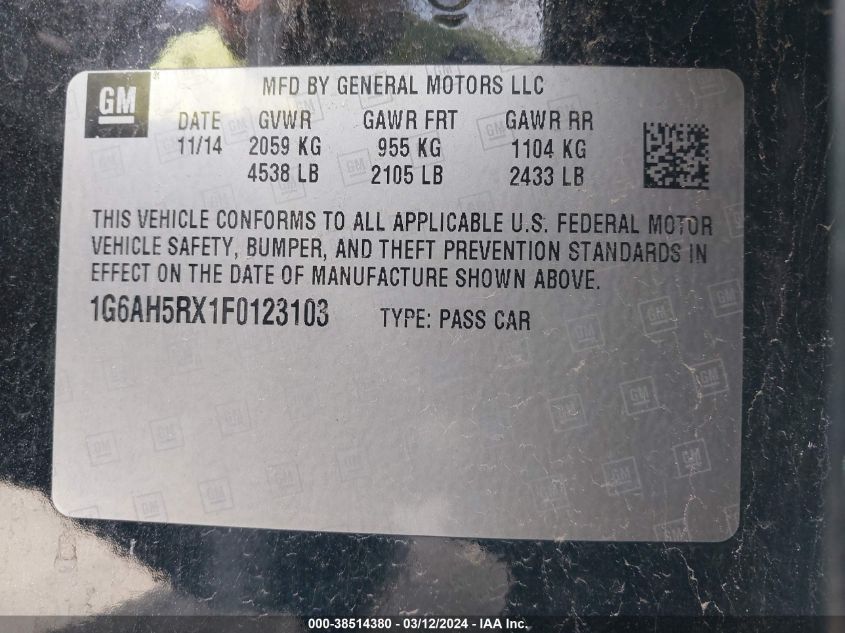 GM
MFD BY GENERAL MOTORS LLC
DATE GVWR GAWR FRT GAWR RR
11/14 2059 KG 955 KG 1104 KG
4538 LB 2105 LB 2433 LB
THIS VEHICLE CONFORMS TO ALL APPLICABLE U.S. FEDERAL MOTOR
VEHICLE SAFETY, BUMPER, AND THEFT PREVENTION STANDARDS IN
EFFECT ON THE DATE OF MANUFACTURE SHOWN ABOVE.
1G6AH5RX1F0123103 TYPE: PASS CAR
000-38514380 - 03/12/2024 - IAA Inc.